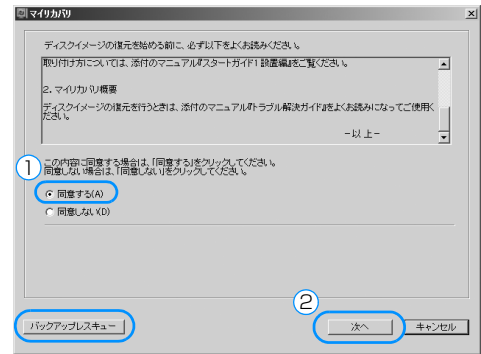 マイリカバリ
ディスクイメージの復元を始める前に、必ず以下をよくお読みください。
取り付け方については、添付のマニュアル『スタートガイド1 設置編』をご覧ください。
2. マイリカバリ概要
ディスクイメージの復元を行うときは、添付のマニュアル『トラブル解決ガイド』をよくお読みになってご使用く
ださい。
-以上-
1
この内容に同意する場合は、「同意する」をクリックしてください。
同意しない場合は、「同意しない」をクリックしてください。
同意する(A)
同意しない(D)
2
バックアップレスキュー
次へ
キャンセル